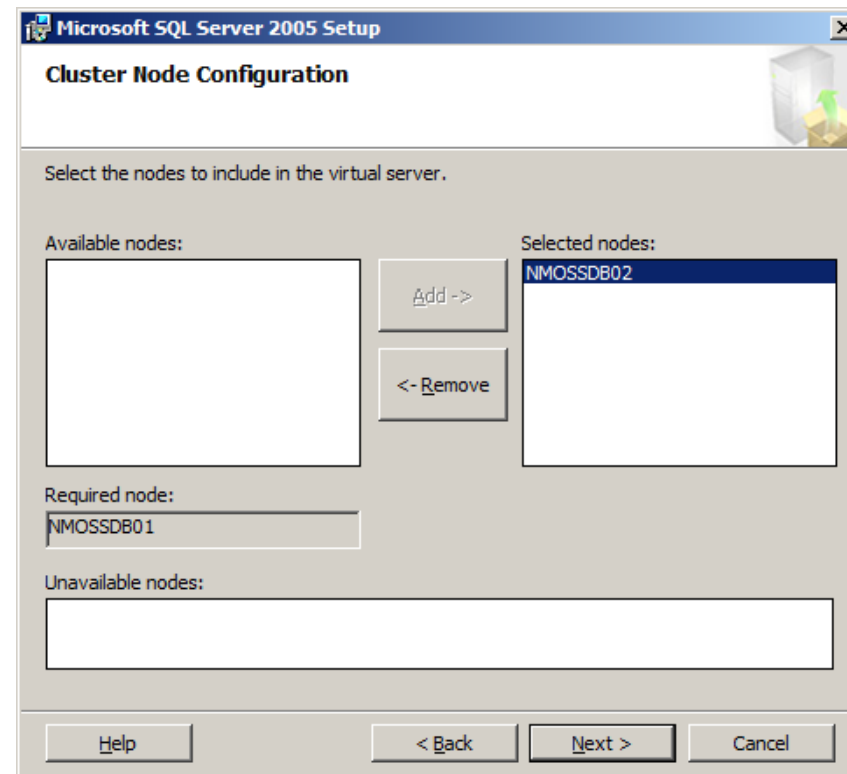 Microsoft SQL Server 2005 Setup
Cluster Node Configuration
Select the nodes to include in the virtual server.
Available nodes:
Selected nodes:
NMOSSDB02
Add ->
<- Remove
Required node:
NMOSSDB01
Unavailable nodes:
Help
< Back
Next >
Cancel